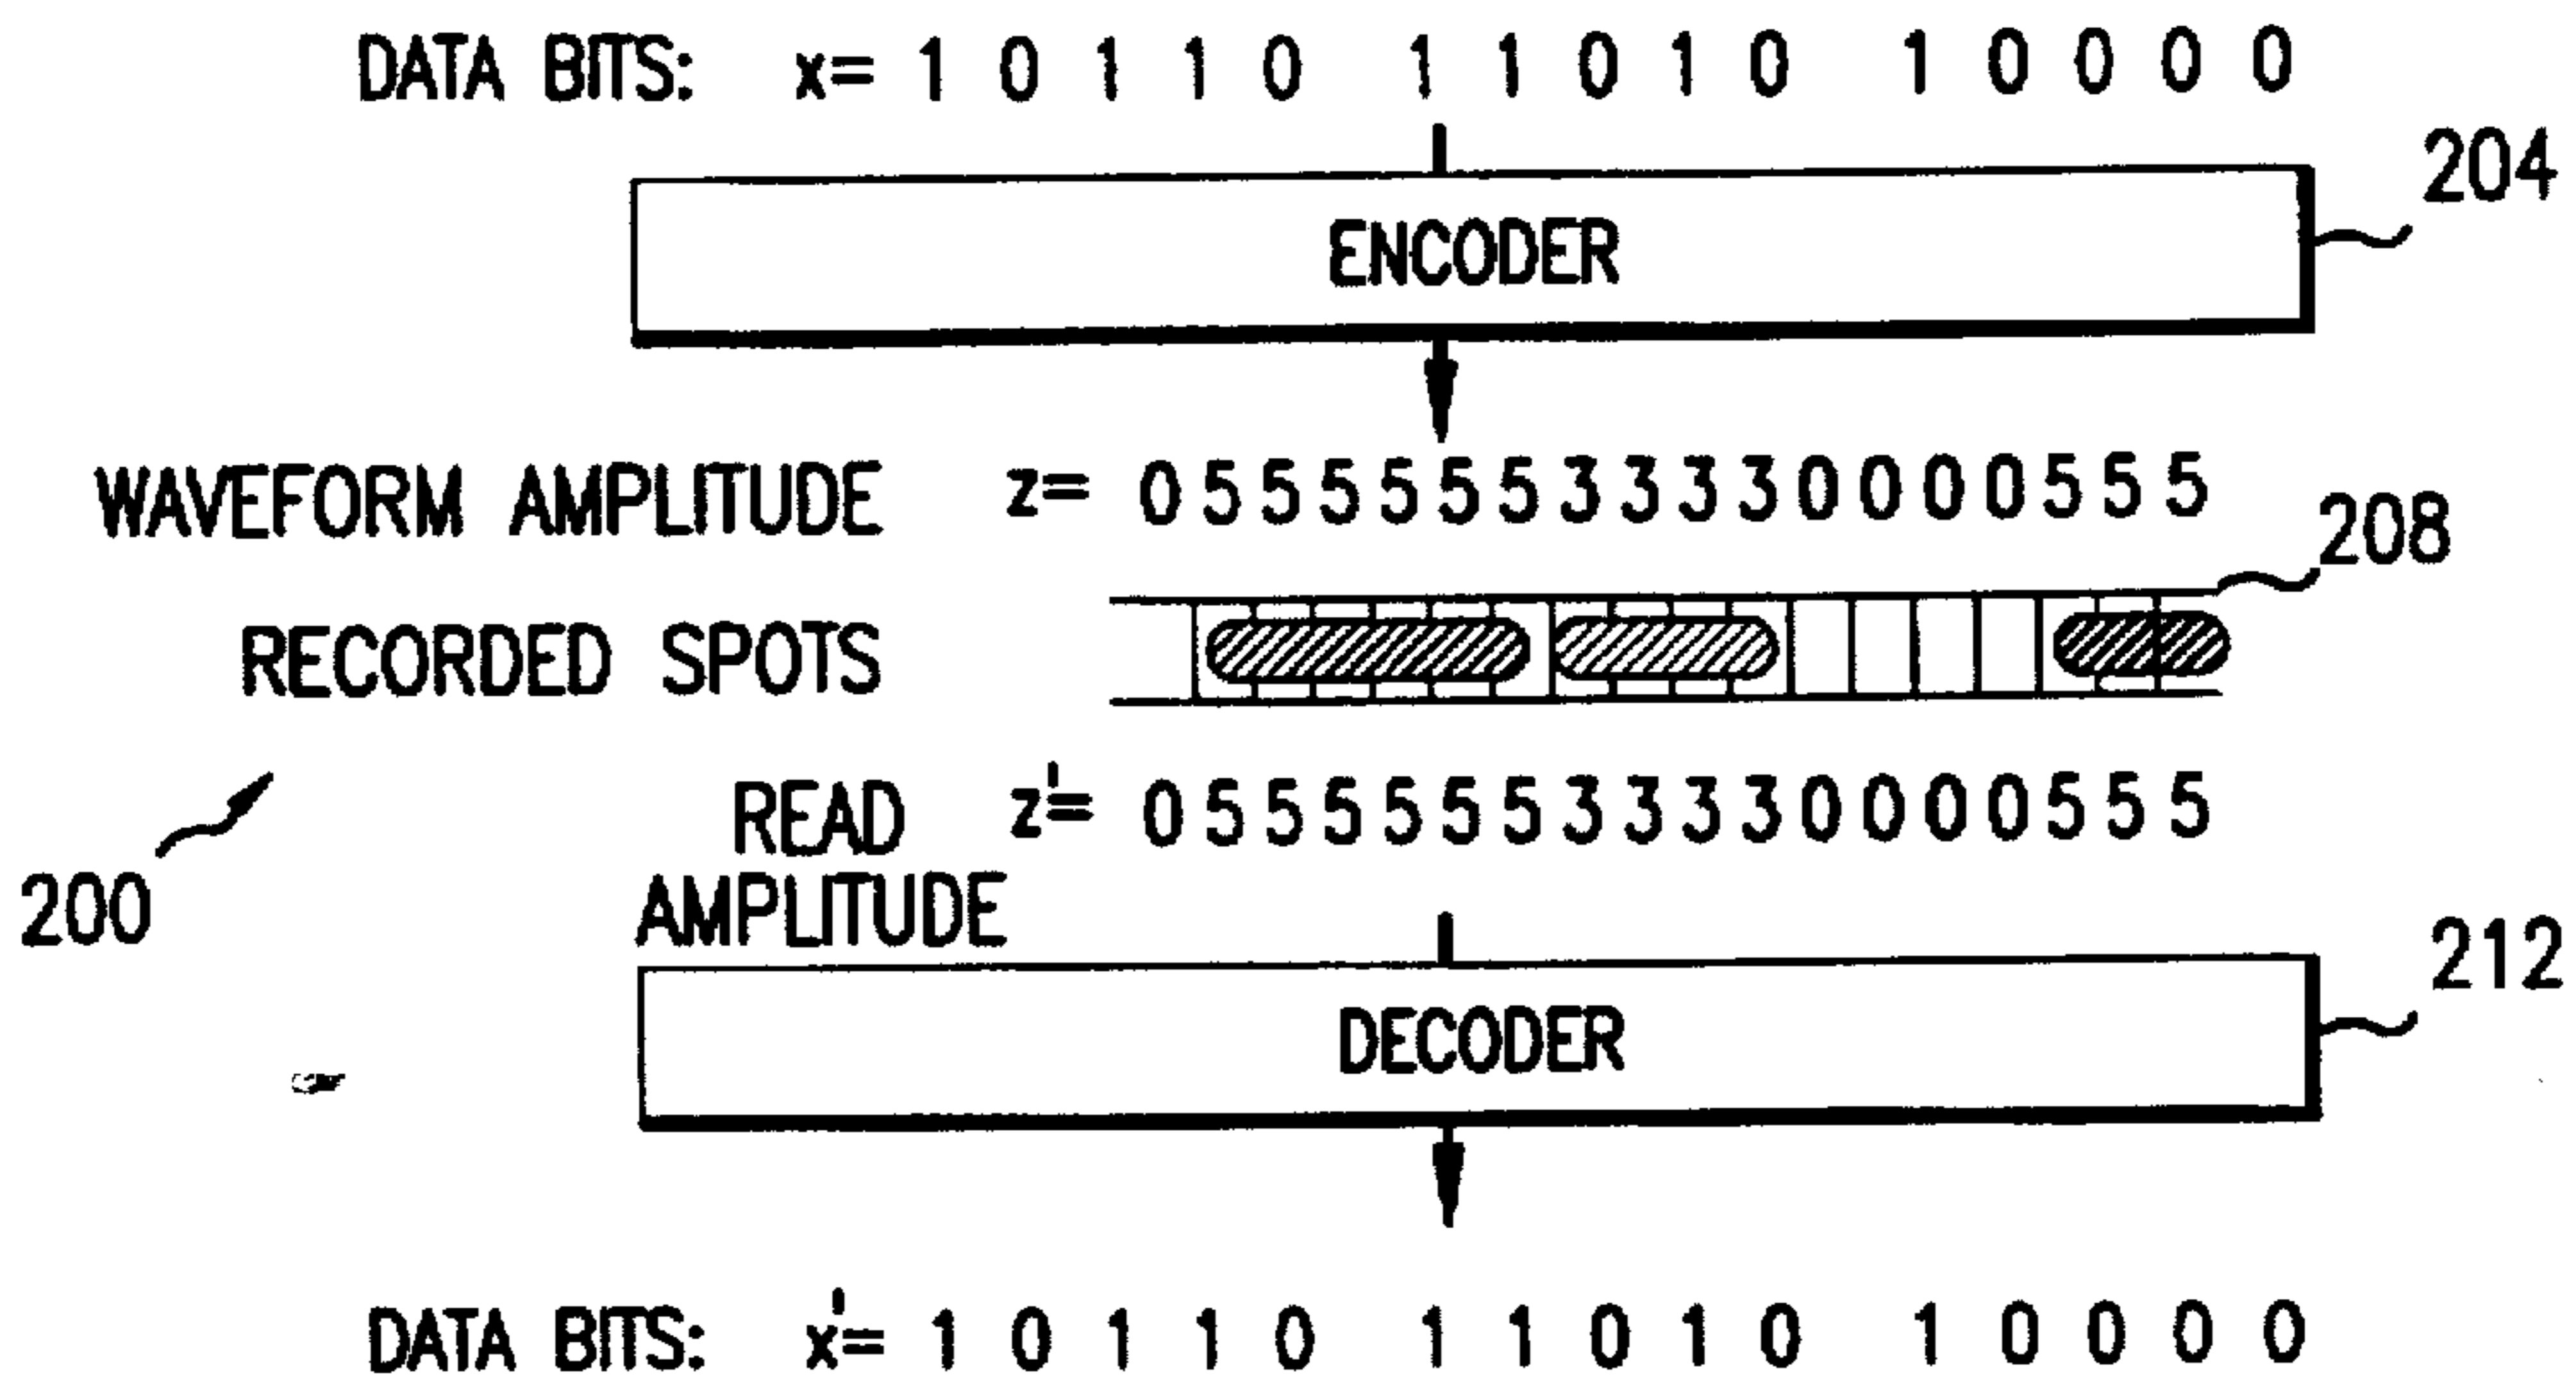 DATA BITS: x= 1 0 1 1 0 1 1 0 1 0 1 0 0 0 0
204
ENCODER
WAVEFORM AMPLITUDE z= 0 5 5 5 5 5 5 3 3 3 3 0 0 0 0 5 5 5
208
RECORDED SPOTS
READ z'= 0 5 5 5 5 5 5 3 3 3 3 0 0 0 0 5 5 5
200
AMPLITUDE
212
DECODER
DATA BITS: x'= 1 0 1 1 0 1 1 0 1 0 1 0 0 0 0